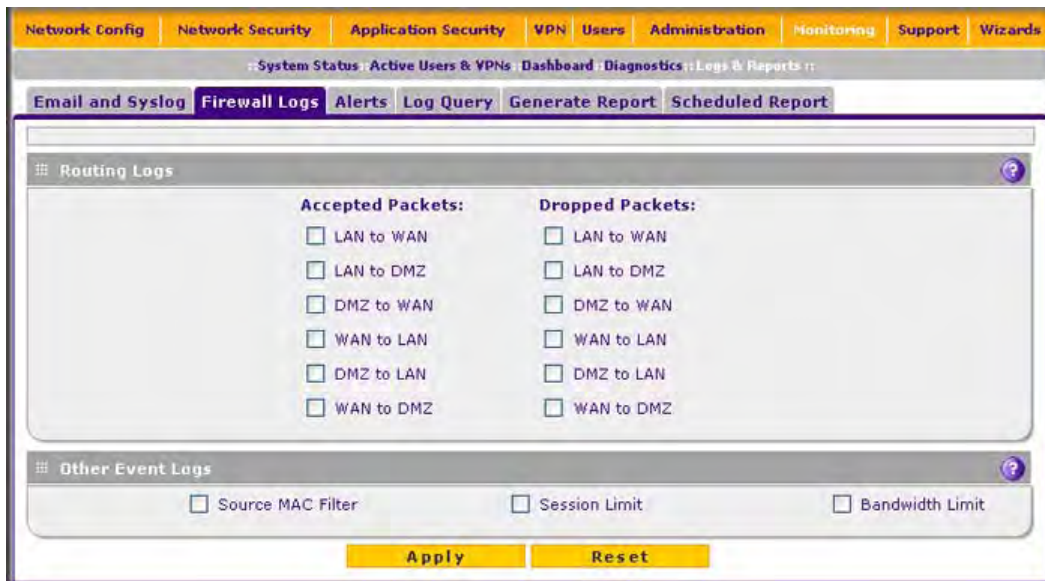 Network Config Network Security Application Security VPN Users Administration Monitoring Support Wizards
:: System Status :: Active Users & VPNs :: Dashboard :: Diagnostics :: Logs & Reports ::
Email and Syslog Firewall Logs Alerts Log Query Generate Report Scheduled Report
Routing Logs ?
Accepted Packets: Dropped Packets:
LAN to WAN LAN to WAN
LAN to DMZ LAN to DMZ
DMZ to WAN DMZ to WAN
WAN to LAN WAN to LAN
DMZ to LAN DMZ to LAN
WAN to DMZ WAN to DMZ
Other Event Logs ?
Source MAC Filter Session Limit Bandwidth Limit
Apply Reset